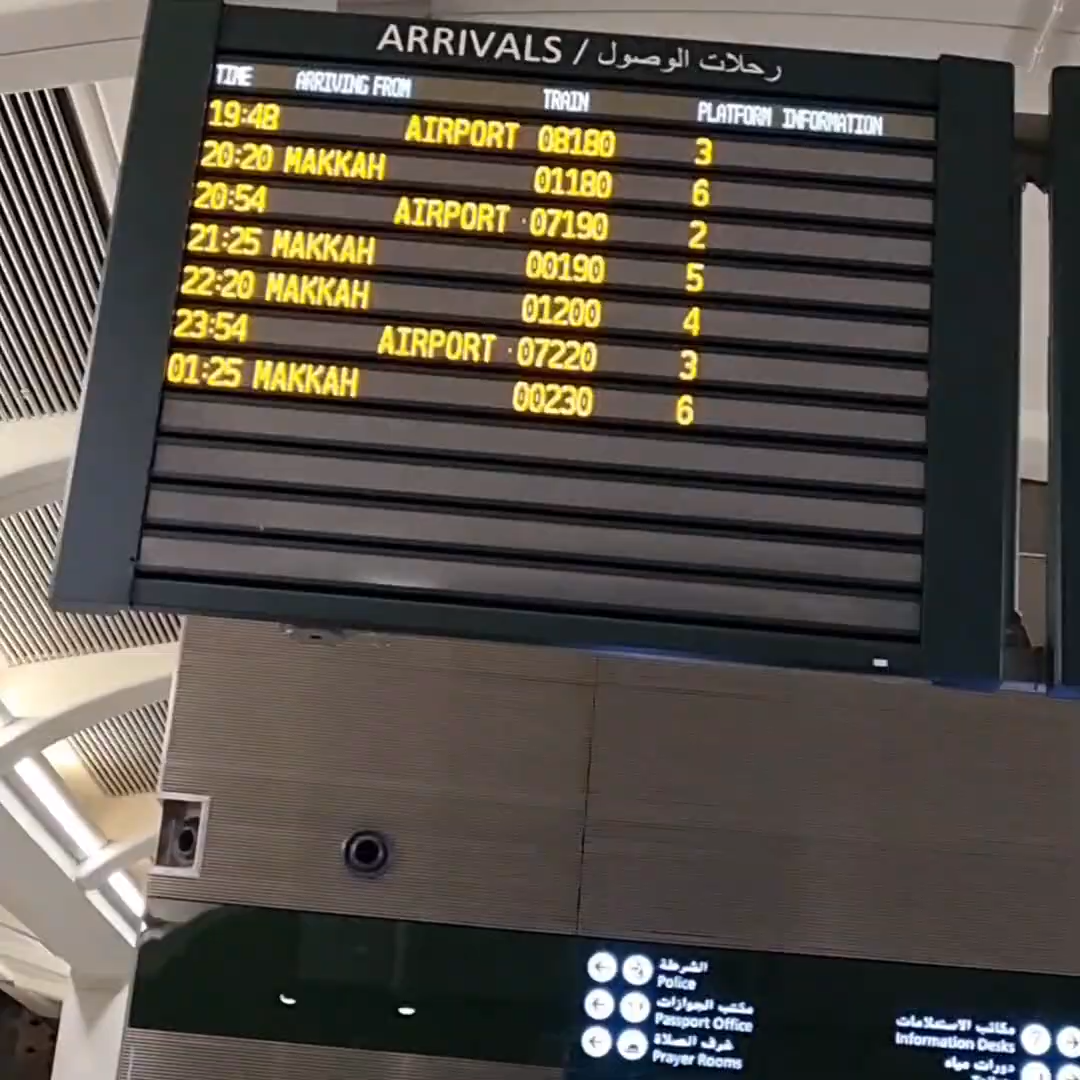 ARRIVALS / رحلات الوصول
TIME ARRIVING FROM TRAIN PLATFORM INFORMATION
19:48 AIRPORT 08180 3
20:20 MAKKAH 01180 6
20:54 AIRPORT 07190 2
21:25 MAKKAH 00190 5
22:20 MAKKAH 01200 4
23:54 AIRPORT 07220 3
01:25 MAKKAH 00230 6
الشرطة
Police
مكتب الجوازات
Passport Office
غرف الصلاة
Prayer Rooms
مكاتب الاستعلامات
Information Desks
دورات مياه